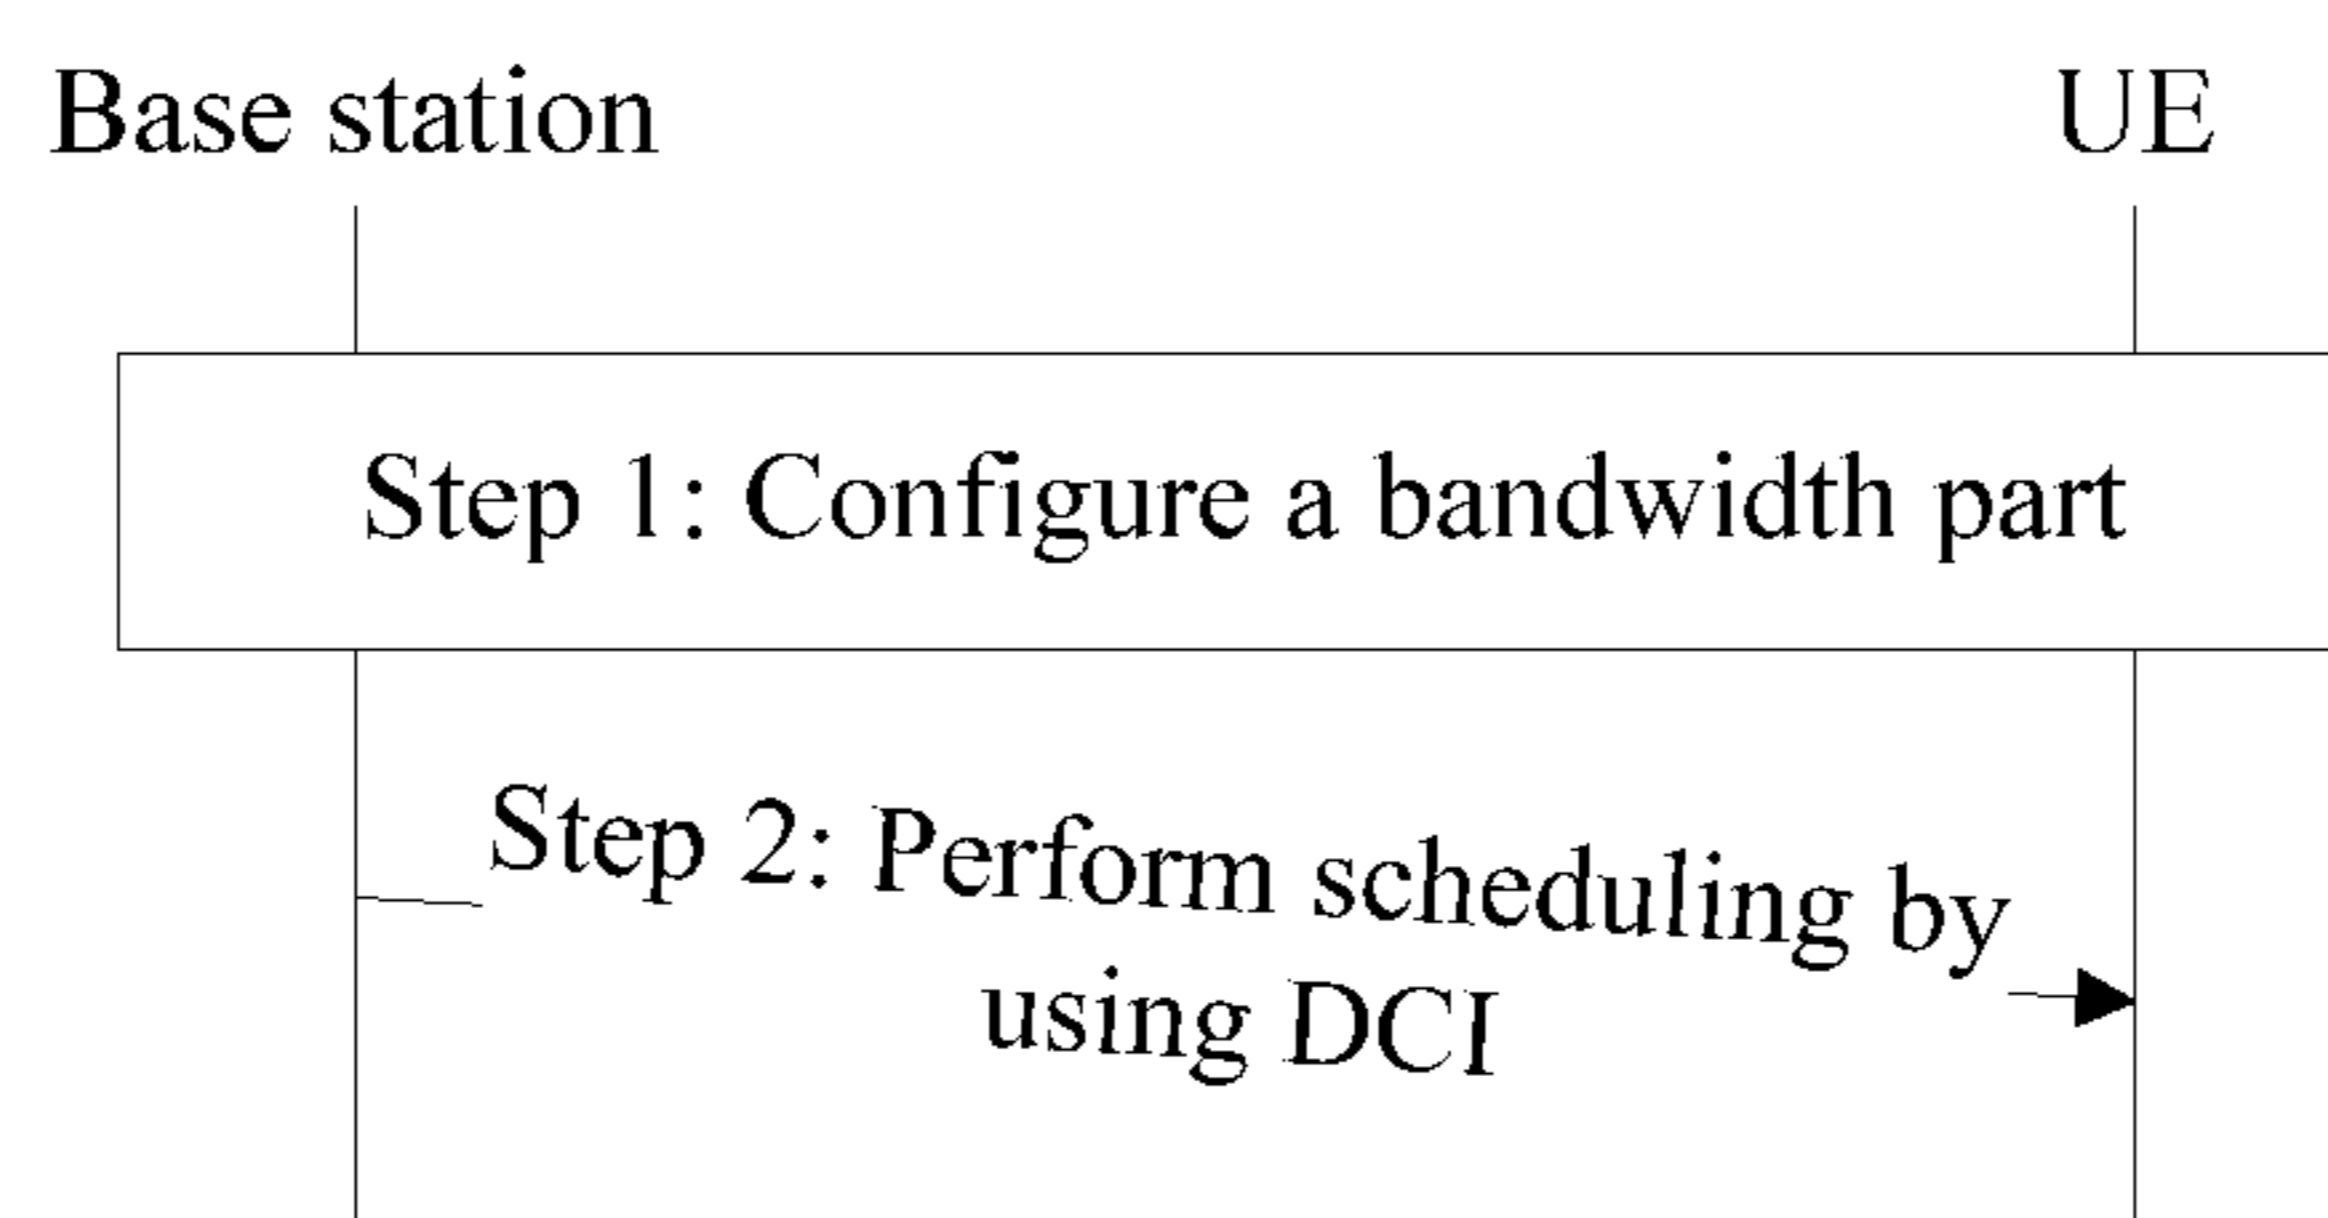 Base station
UE
Step 1: Configure a bandwidth part
Step 2: Perform scheduling by
using DCI